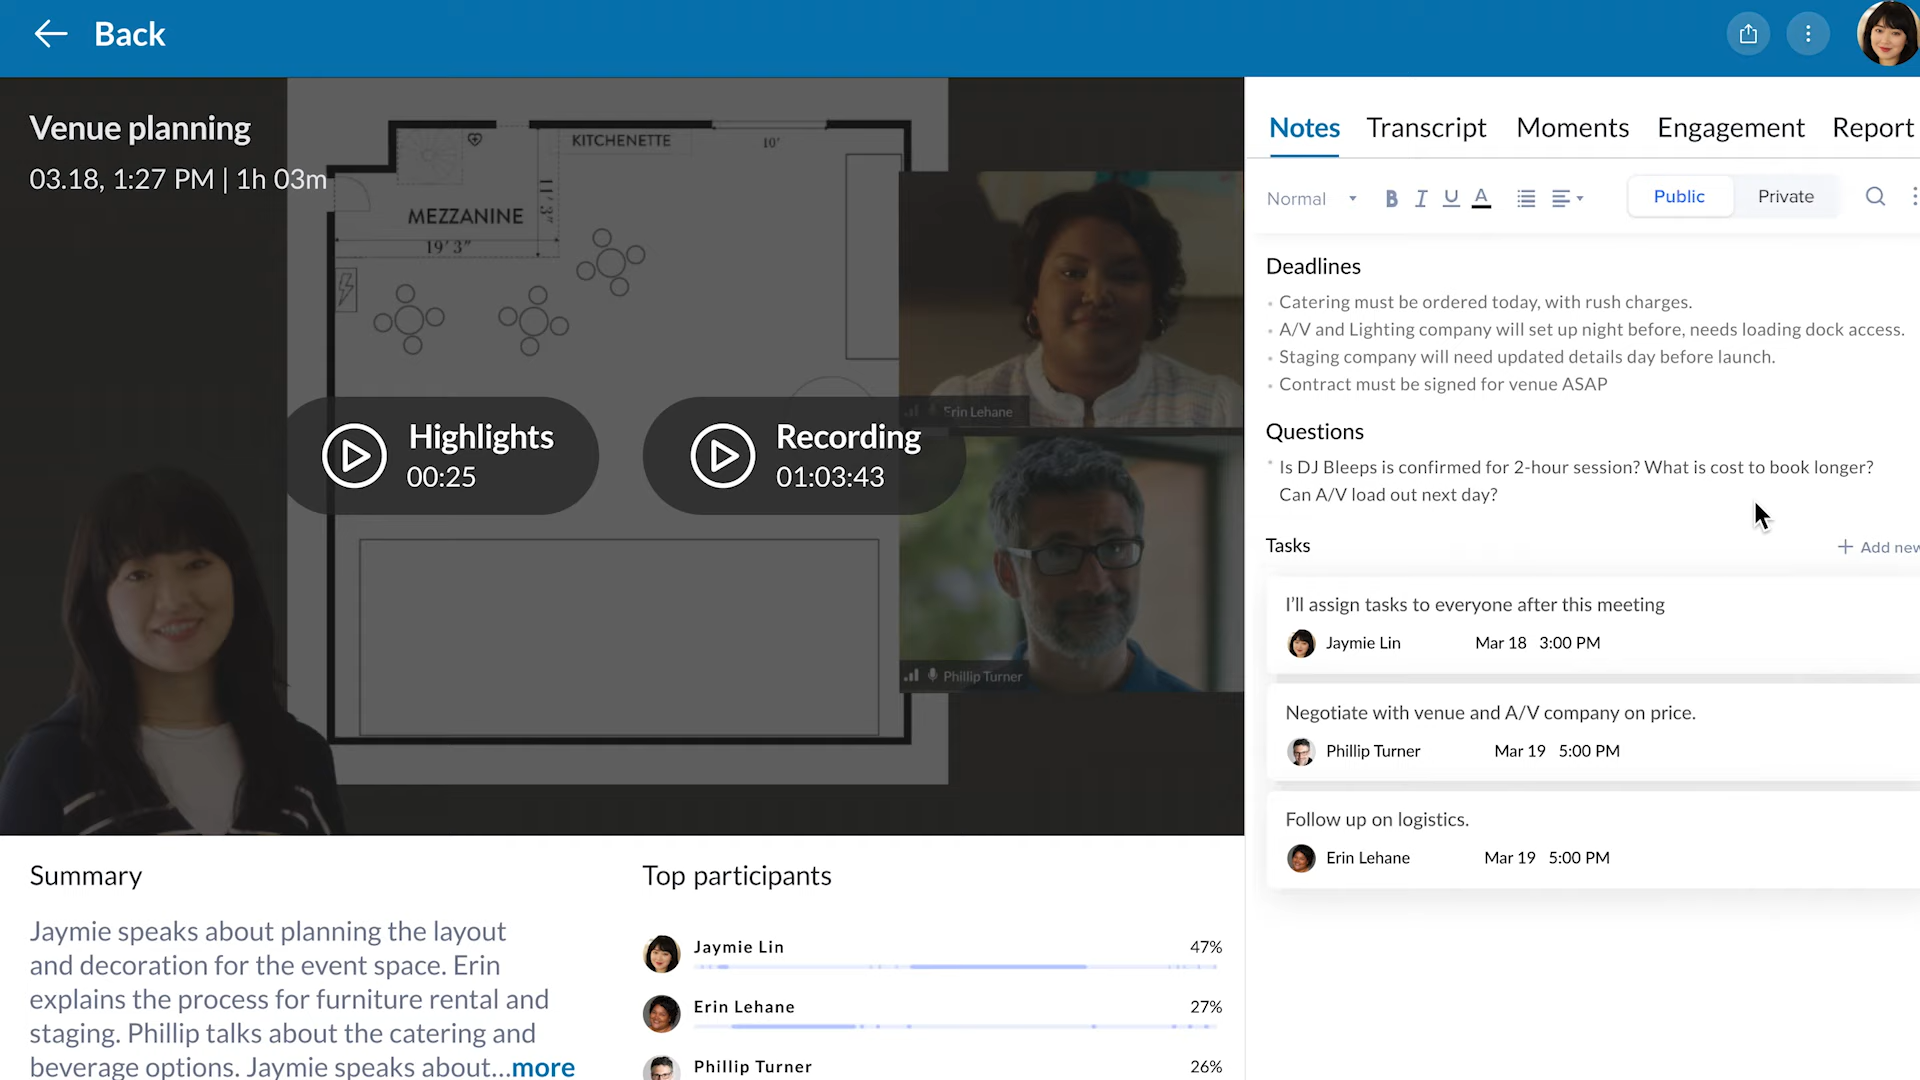 Back
Venue planning
03.18, 1:27 PM | 1h 03m
KITCHENETTE
10'
MEZZANINE
19' 3"
11' 3"
Erin Lehane
Highlights
00:25
Recording
01:03:43
Phillip Turner
Summary
Jaymie speaks about planning the layout
and decoration for the event space. Erin
explains the process for furniture rental and
staging. Phillip talks about the catering and
beverage options. Jaymie speaks about...more
Top participants
Jaymie Lin 47%
Erin Lehane 27%
Phillip Turner 26%
Notes Transcript Moments Engagement Report
Normal B I U A Public Private
Deadlines
• Catering must be ordered today, with rush charges.
• A/V and Lighting company will set up night before, needs loading dock access.
• Staging company will need updated details day before launch.
• Contract must be signed for venue ASAP
Questions
• Is DJ Bleeps is confirmed for 2-hour session? What is cost to book longer?
Can A/V load out next day?
Tasks
+ Add new
I'll assign tasks to everyone after this meeting
Jaymie Lin Mar 18 3:00 PM
Negotiate with venue and A/V company on price.
Phillip Turner Mar 19 5:00 PM
Follow up on logistics.
Erin Lehane Mar 19 5:00 PM